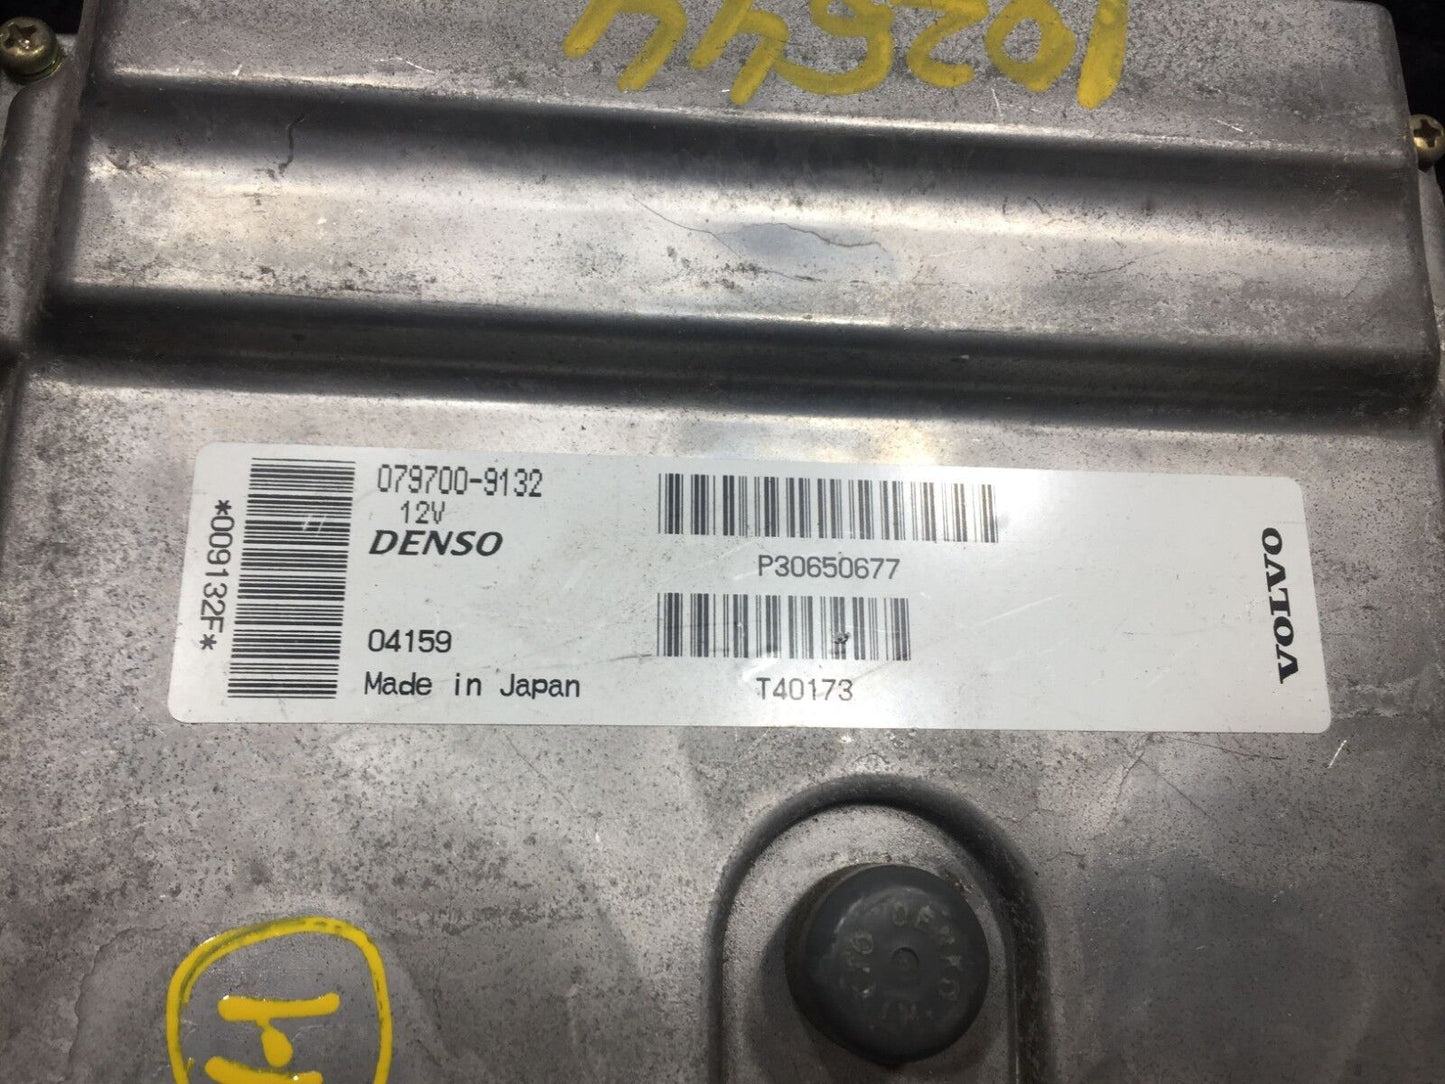 102544
079700-9132
12V
DENSO
*009132F*
04159
Made in Japan
P30650677
T40173
VOLVO